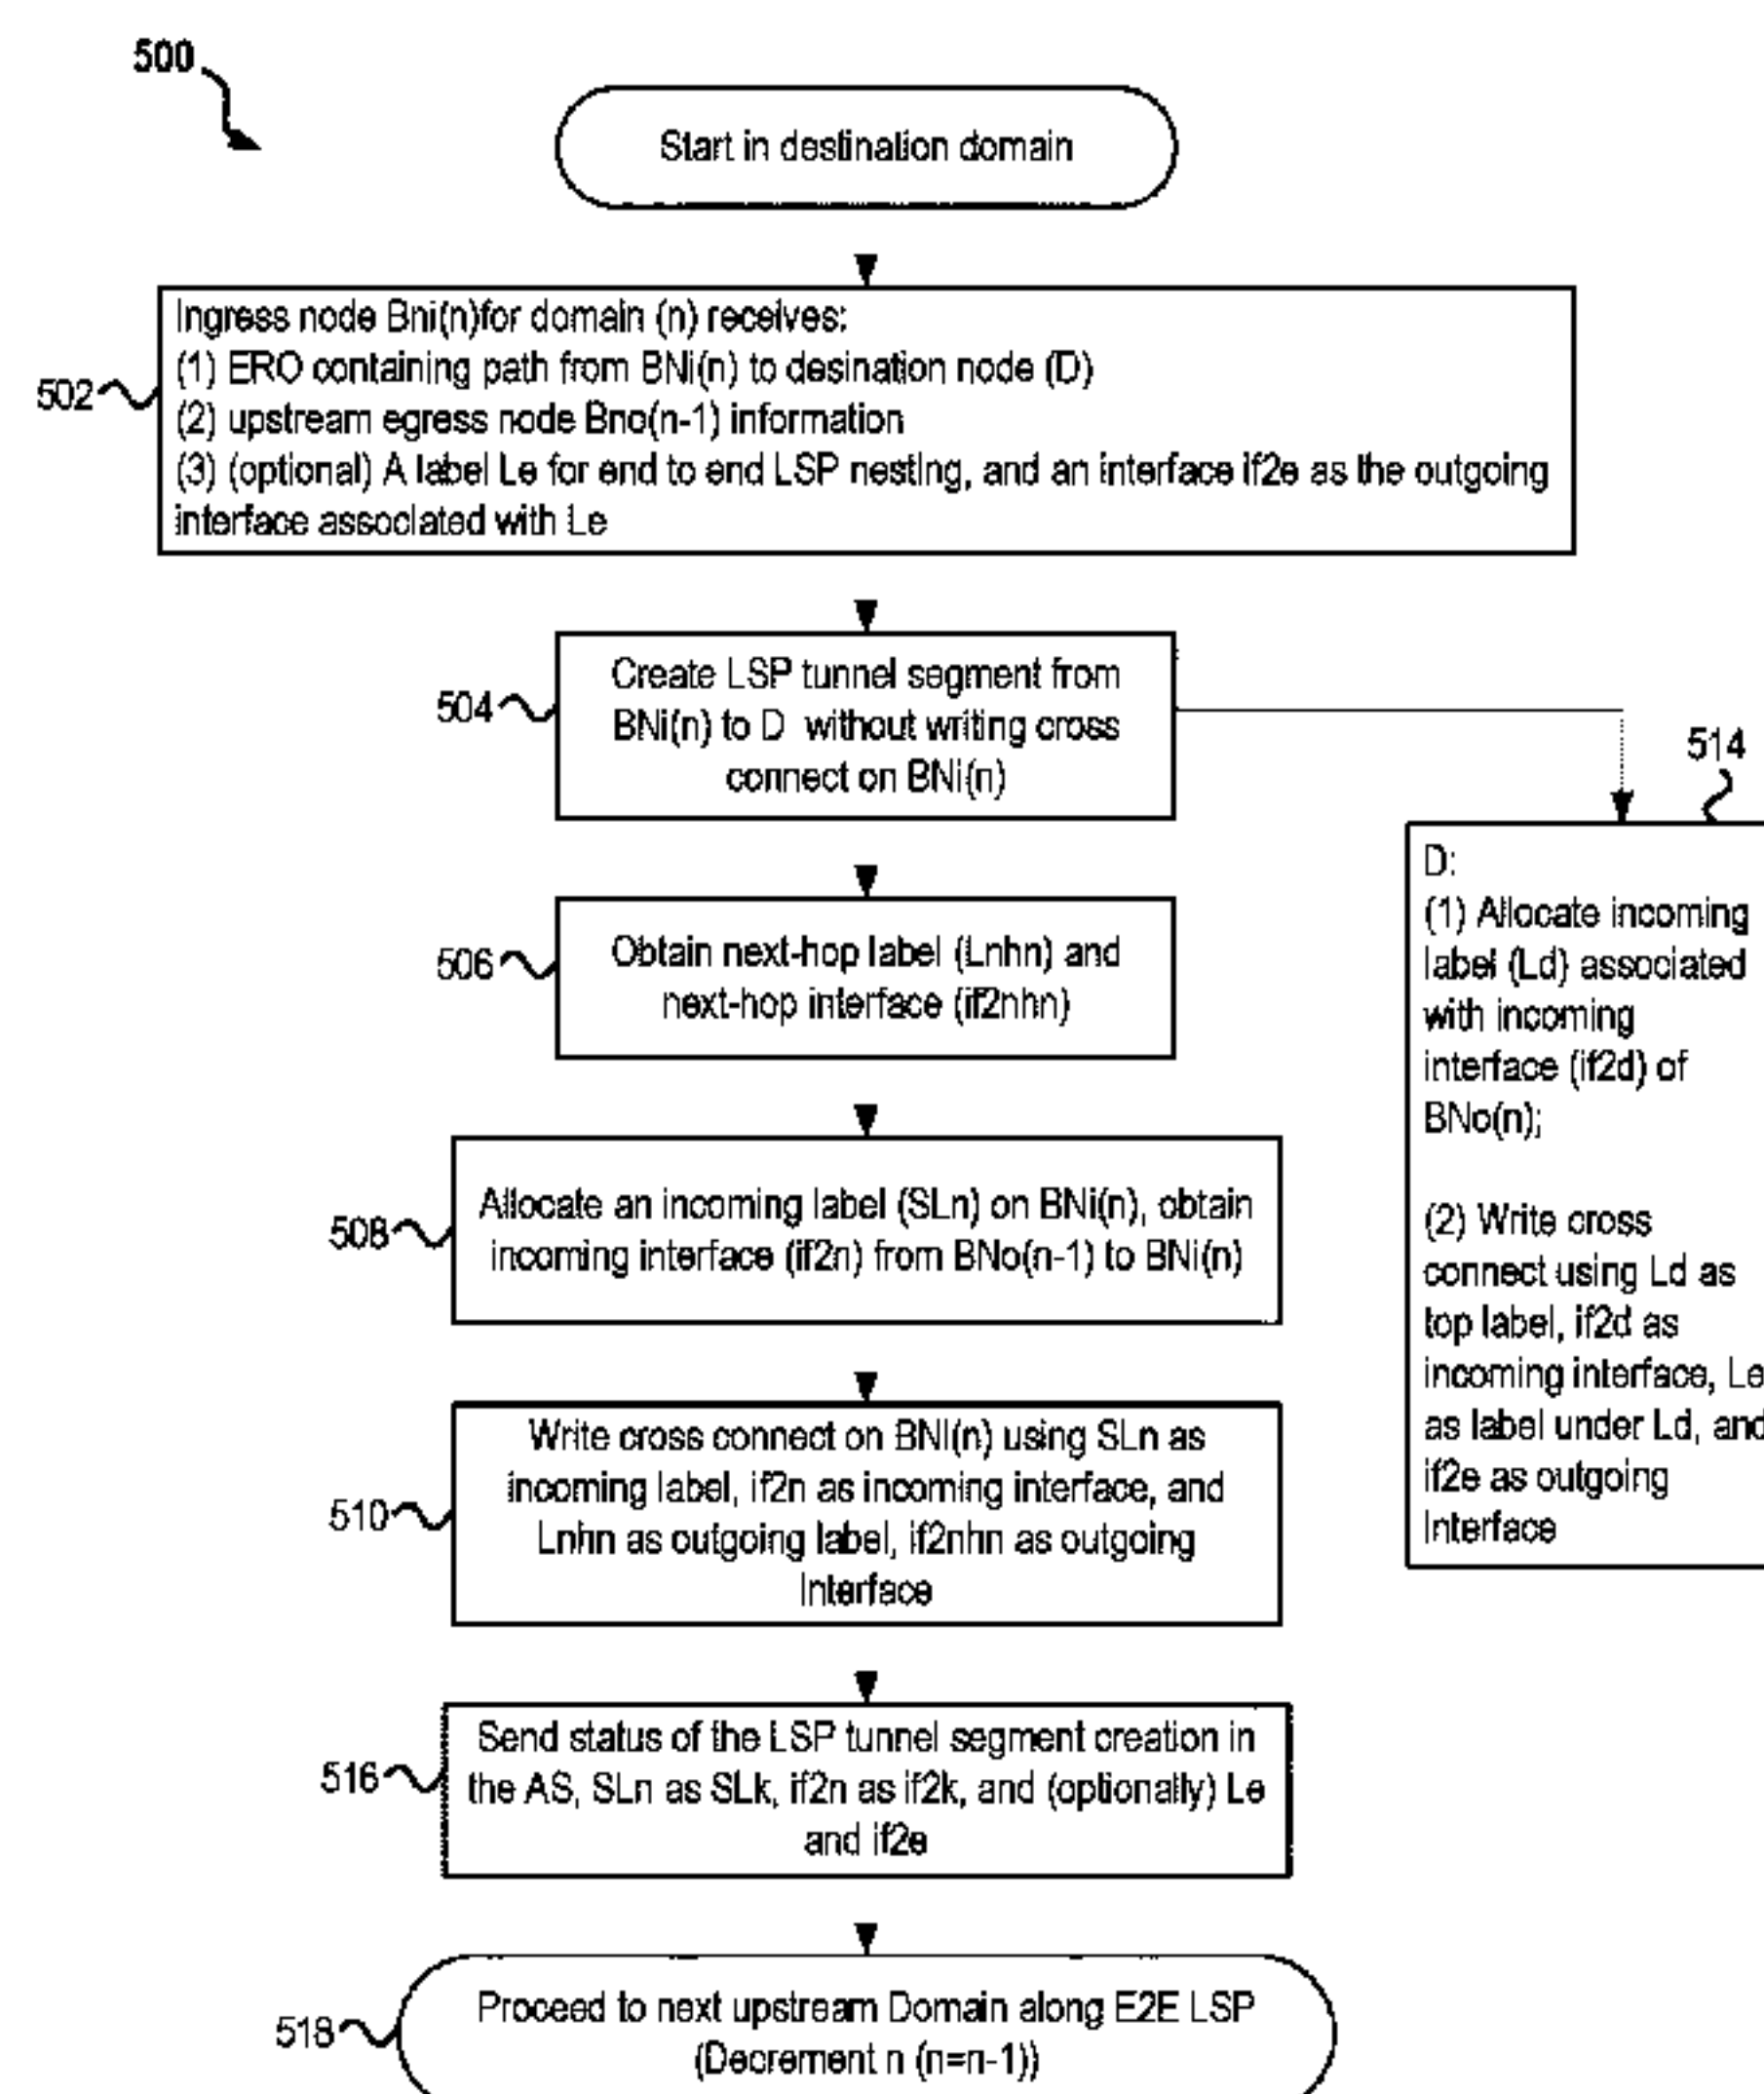 500
Start in destination domain
Ingress node Bni(n)for domain (n) receives:
(1) ERO containing path from BNi(n) to desination node (D)
502
(2) upstream egress node Bno(n-1) information
(3) (optional) A label Le for end to end LSP nesting, and an interface if2e as the outgoing
interface associated with Le
Create LSP tunnel segment from
504
BNi(n) to D without writing cross
connect on BNi(n)
506
Obtain next-hop label (Lnhn) and
next-hop interface (if2nhn)
508
Allocate an incoming label (SLn) on BNi(n), obtain
incoming interface (if2n) from BNo(n-1) to BNi(n)
510
Write cross connect on BNI(n) using SLn as
incoming label, if2n as incoming interface, and
Lnhn as outgoing label, if2nhn as outgoing
Interface
514
D:
(1) Allocate incoming
label (Ld) associated
with incoming
interface (if2d) of
BNo(n);
(2) Write cross
connect using Ld as
top label, if2d as
incoming interface, Le
as label under Ld, and
if2e as outgoing
Interface
516
Send status of the LSP tunnel segment creation in
the AS, SLn as SLk, if2n as if2k, and (optionally) Le
and if2e
518
Proceed to next upstream Domain along E2E LSP
(Decrement n (n=n-1))